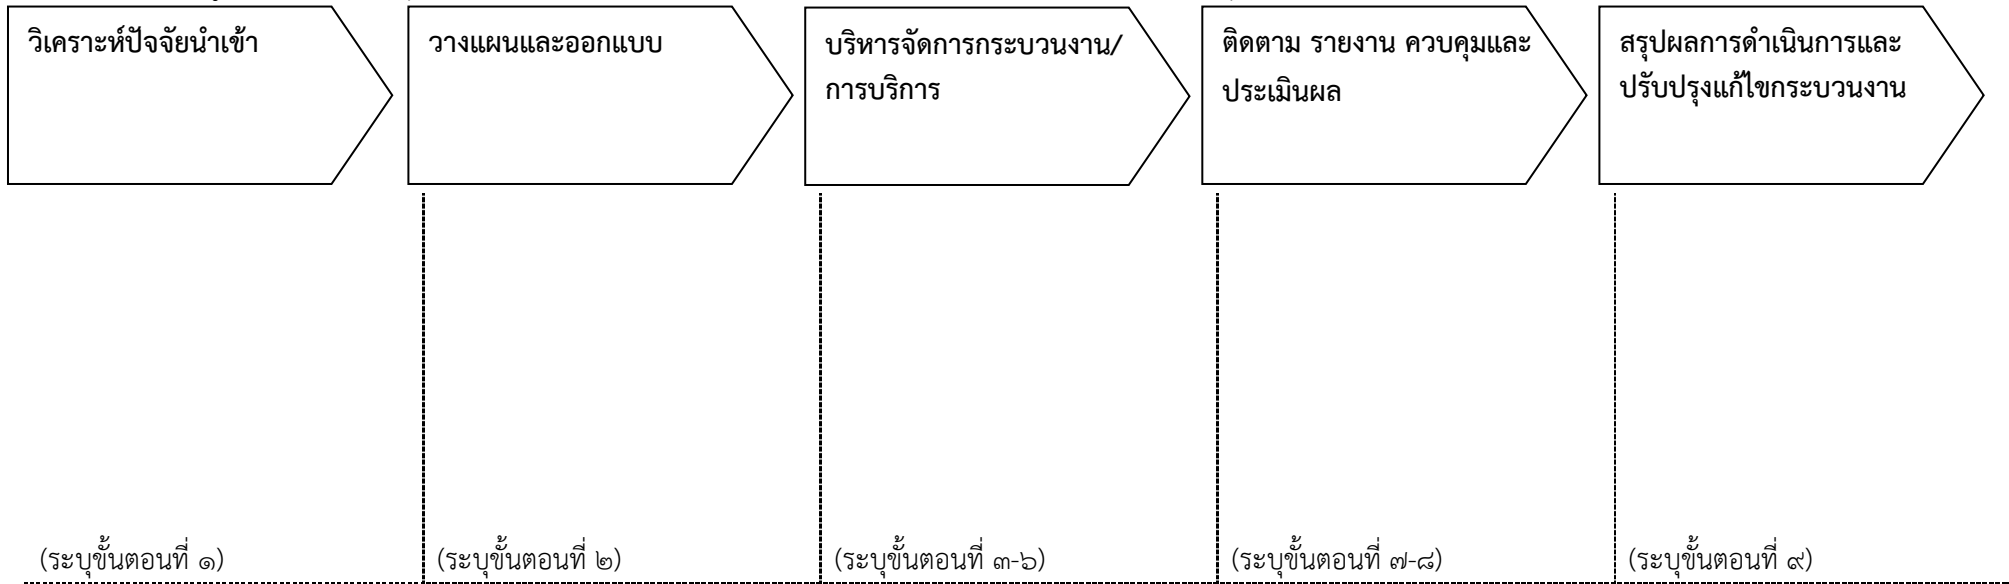 วิเคราะห์ปัจจัยนำเข้า
วางแผนและออกแบบ
บริหารจัดการกระบวนงาน/
การบริการ
ติดตาม รายงาน ควบคุมและ
ประเมินผล
สรุปผลการดำเนินการและ
ปรับปรุงแก้ไขกระบวนงาน
(ระบุขั้นตอนที่ ๑)
(ระบุขั้นตอนที่ ๒)
(ระบุขั้นตอนที่ ๓-๖)
(ระบุขั้นตอนที่ ๗-๘)
(ระบุขั้นตอนที่ ๙)